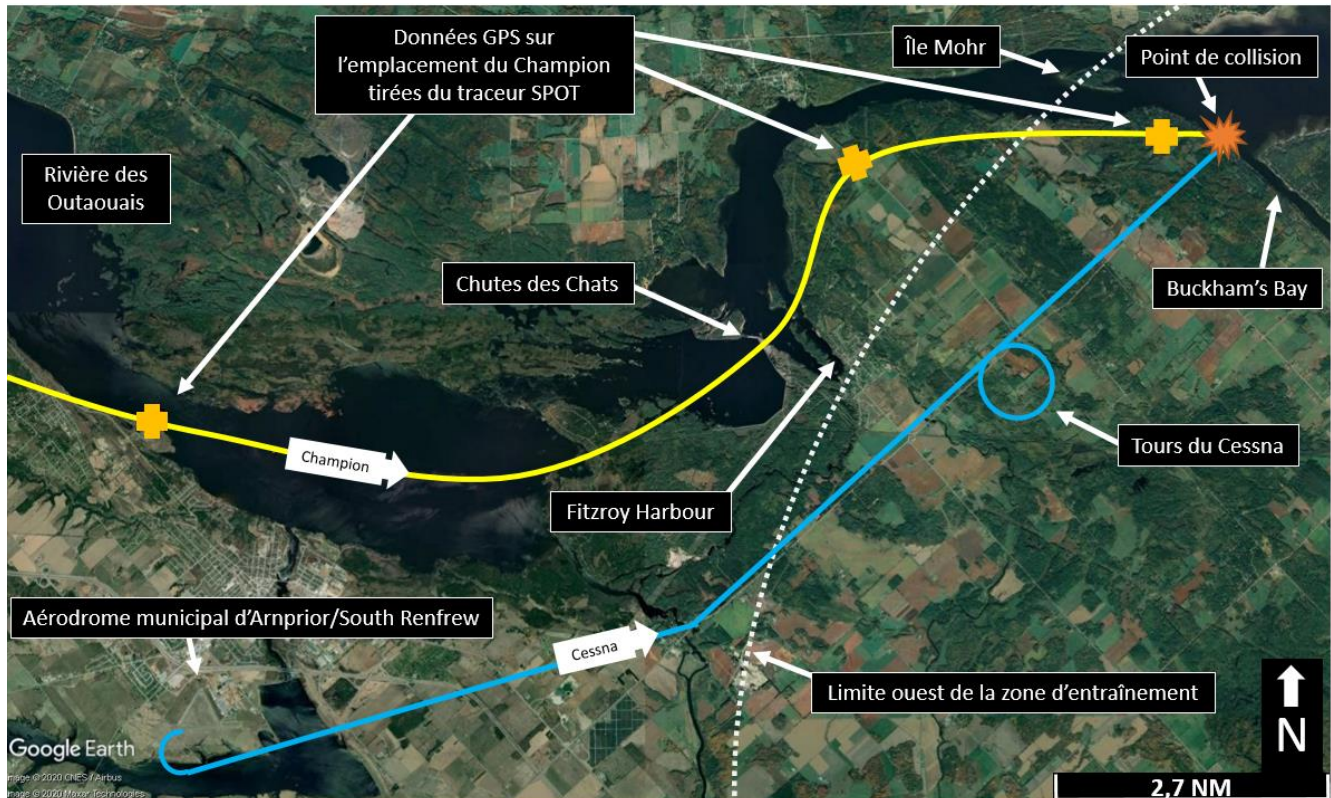 Données GPS sur
l'emplacement du Champion
tirées du traceur SPOT
Île Mohr
Point de collision
Rivière des
Outaouais
Chutes des Chats
Buckham's Bay
Champion
Tours du Cessna
Fitzroy Harbour
Aérodrome municipal d'Arnprior/South Renfrew
Cessna
Limite ouest de la zone d'entraînement
N
Google Earth
mage © 2020 CNES / Airbus
mage © 2020 Maxar Technologies
2,7 NM